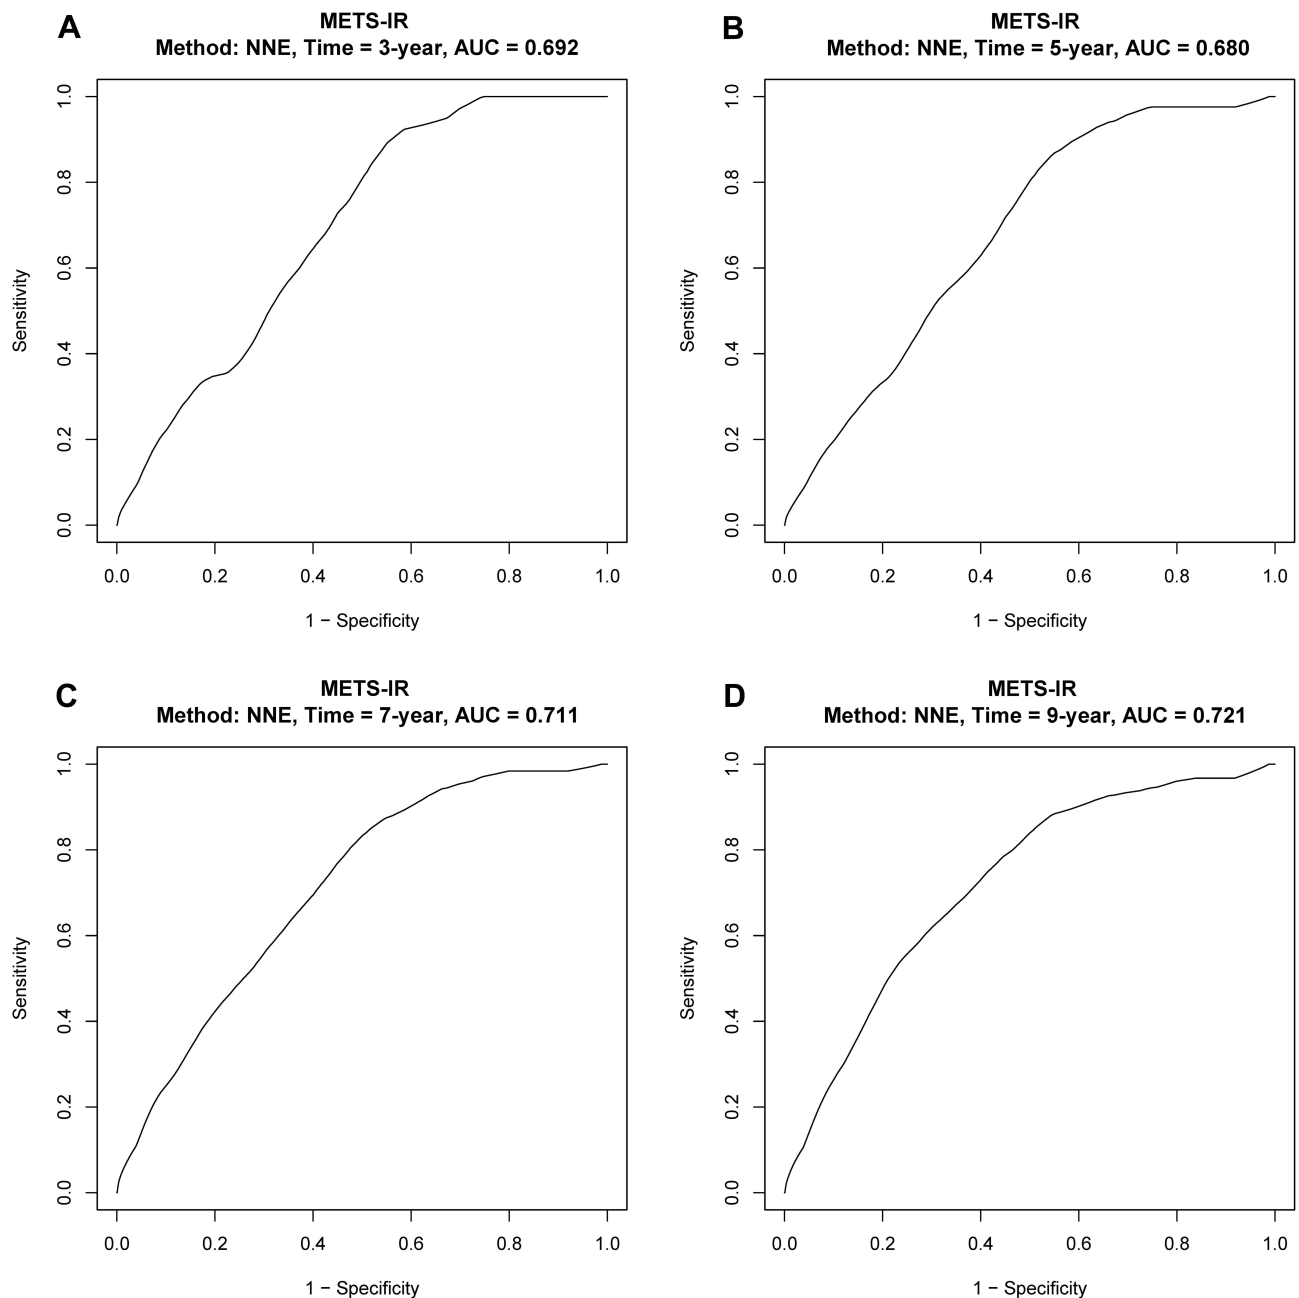 A
METS-IR
Method: NNE, Time = 3-year, AUC = 0.692
1.0
0.8
0.6
0.4
0.2
0.0
Sensitivity
0.0 0.2 0.4 0.6 0.8 1.0
1 − Specificity
B
METS-IR
Method: NNE, Time = 5-year, AUC = 0.680
1.0
0.8
0.6
0.4
0.2
0.0
Sensitivity
0.0 0.2 0.4 0.6 0.8 1.0
1 − Specificity
C
METS-IR
Method: NNE, Time = 7-year, AUC = 0.711
1.0
0.8
0.6
0.4
0.2
0.0
Sensitivity
0.0 0.2 0.4 0.6 0.8 1.0
1 − Specificity
D
METS-IR
Method: NNE, Time = 9-year, AUC = 0.721
1.0
0.8
0.6
0.4
0.2
0.0
Sensitivity
0.0 0.2 0.4 0.6 0.8 1.0
1 − Specificity